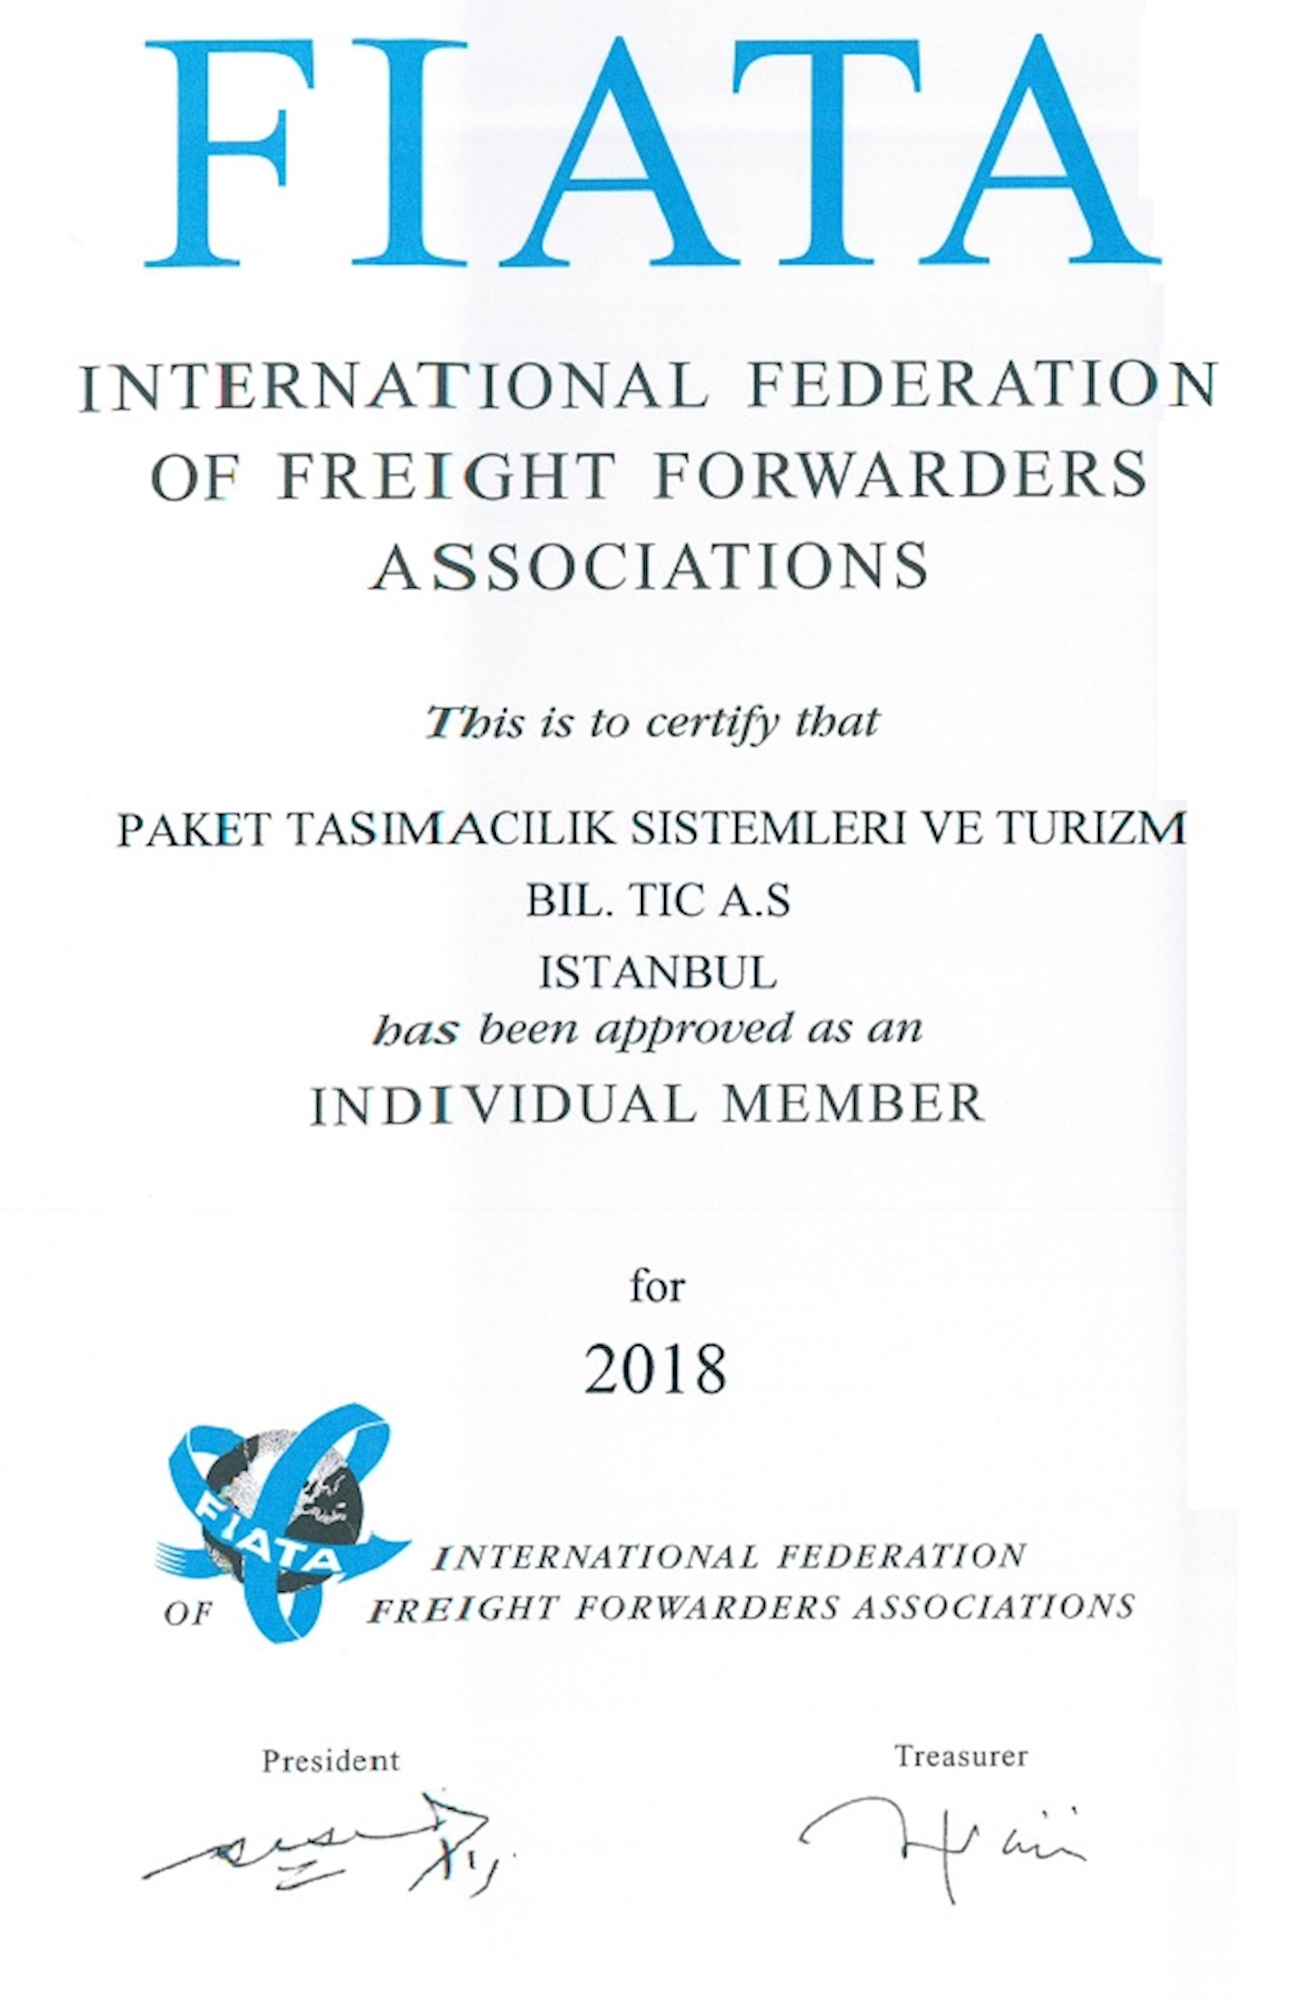 FIATA
INTERNATIONAL FEDERATION
OF FREIGHT FORWARDERS
ASSOCIATIONS
This is to certify that
PAKET TASIMACILIK SISTEMLERI VE TURIZM
BIL. TIC A.S
ISTANBUL
has been approved as an
INDIVIDUAL MEMBER
for
2018
FIATA
INTERNATIONAL FEDERATION
OF FREIGHT FORWARDERS ASSOCIATIONS
President
Treasurer